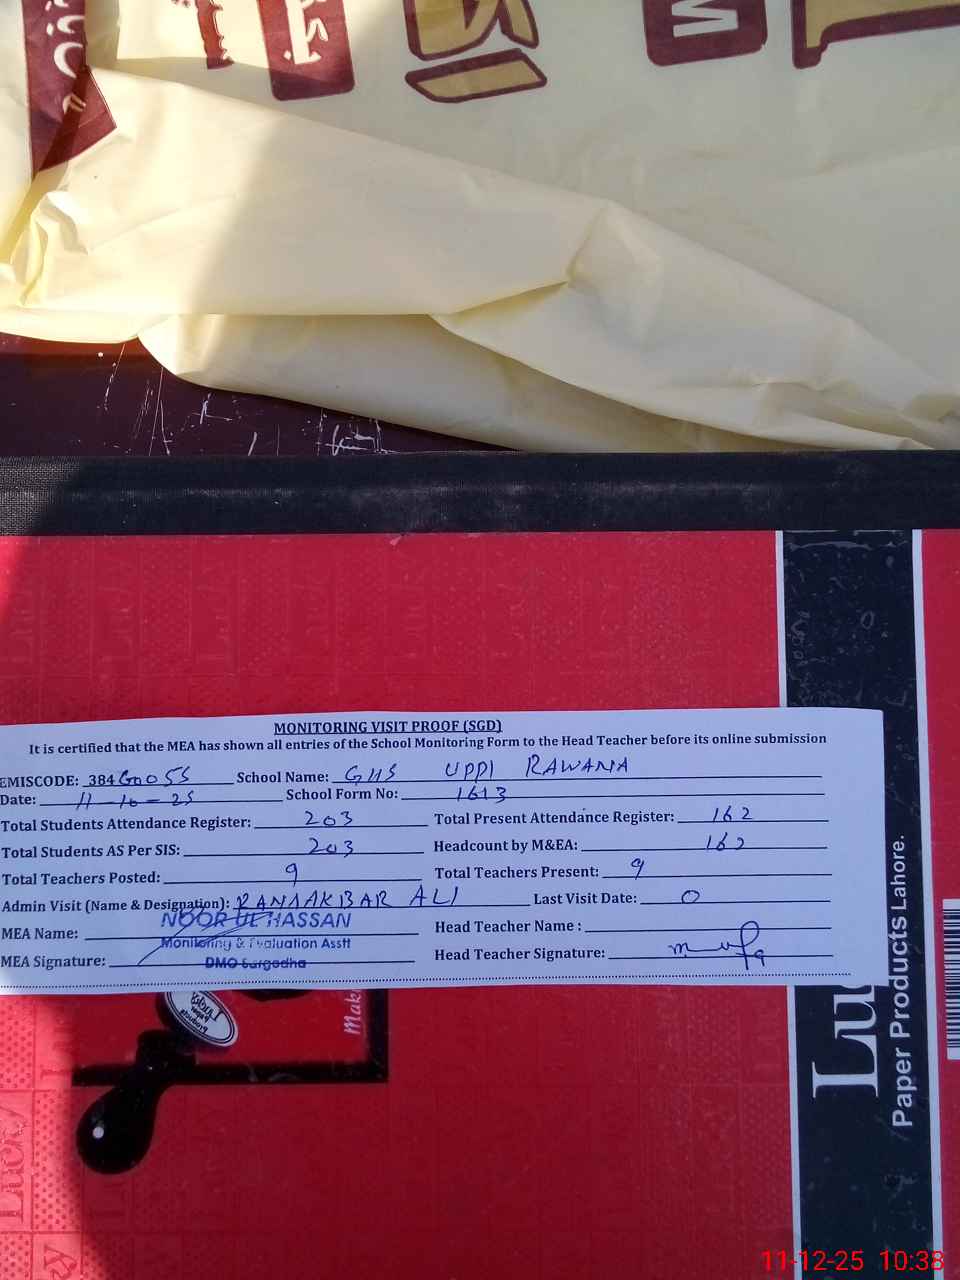 MONITORING VISIT PROOF (SGD)
It is certified that the MEA has shown all entries of the School Monitoring Form to the Head Teacher before its online submission
EMISCODE: 384G0055 School Name: GHS UPPI RAWANA
Date: 11-10-25 School Form No: 1613
Total Students Attendance Register: 203 Total Present Attendance Register: 162
Total Students AS Per SIS: 203 Headcount by M&EA: 162
Total Teachers Posted: 9 Total Teachers Present: 9
Admin Visit (Name & Designation): RANA AKBAR ALI Last Visit Date: 0
MEA Name: NOOR UL HASSAN Head Teacher Name :
Monitoring & Evaluation Asstt
MEA Signature: DMO Sargodha Head Teacher Signature:
Paper Products Lahore.
Lu
Lucky
11-12-25 10:38